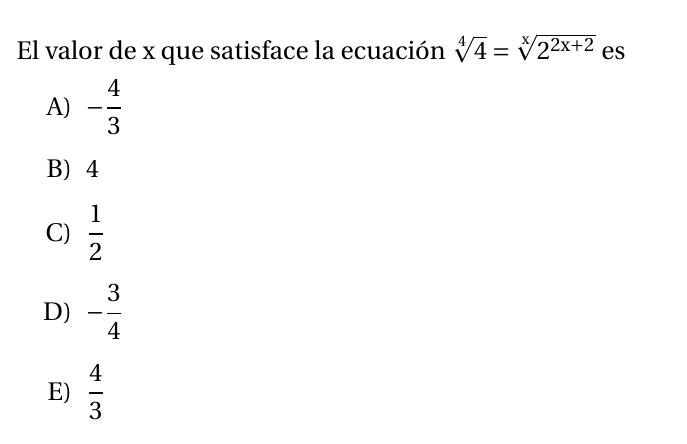 El valor de x que satisface la ecuación $\sqrt[4]{4} = \sqrt[x]{2^{2x+2}}$ es
A) $-\frac{4}{3}$
B) 4
C) $\frac{1}{2}$
D) $-\frac{3}{4}$
E) $\frac{4}{3}$